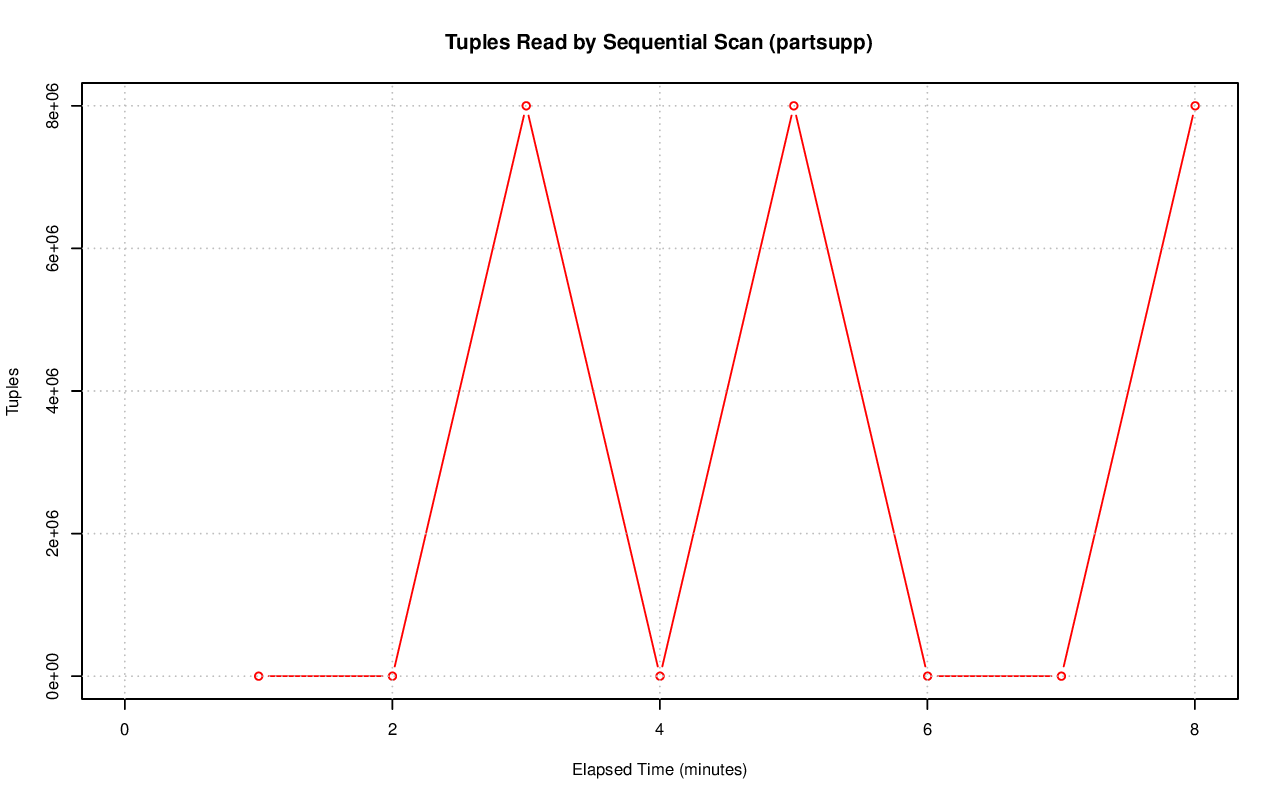 Tuples Read by Sequential Scan (partsupp)
8e+06
6e+06
4e+06
2e+06
0e+00
Tuples
0 2 4 6 8
Elapsed Time (minutes)